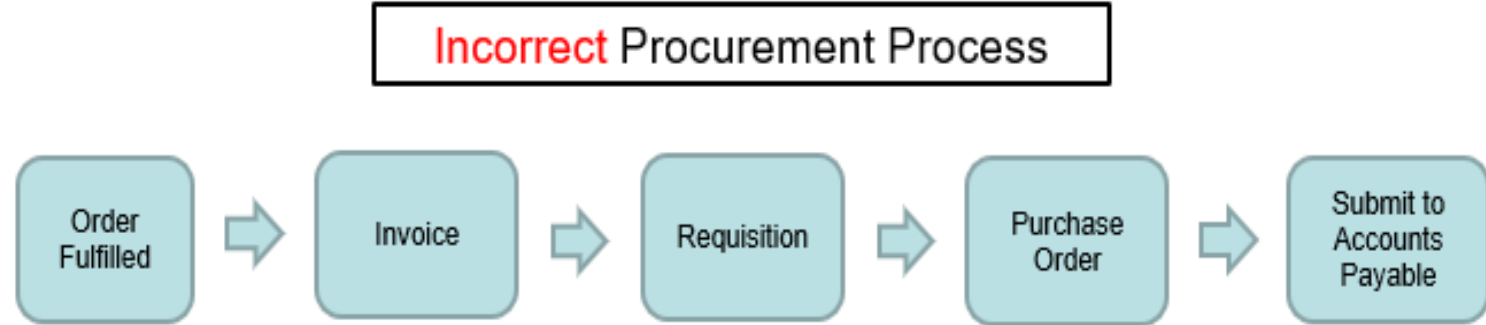 Incorrect Procurement Process
Order
Fulfilled
Invoice
Requisition
Purchase
Order
Submit to
Accounts
Payable